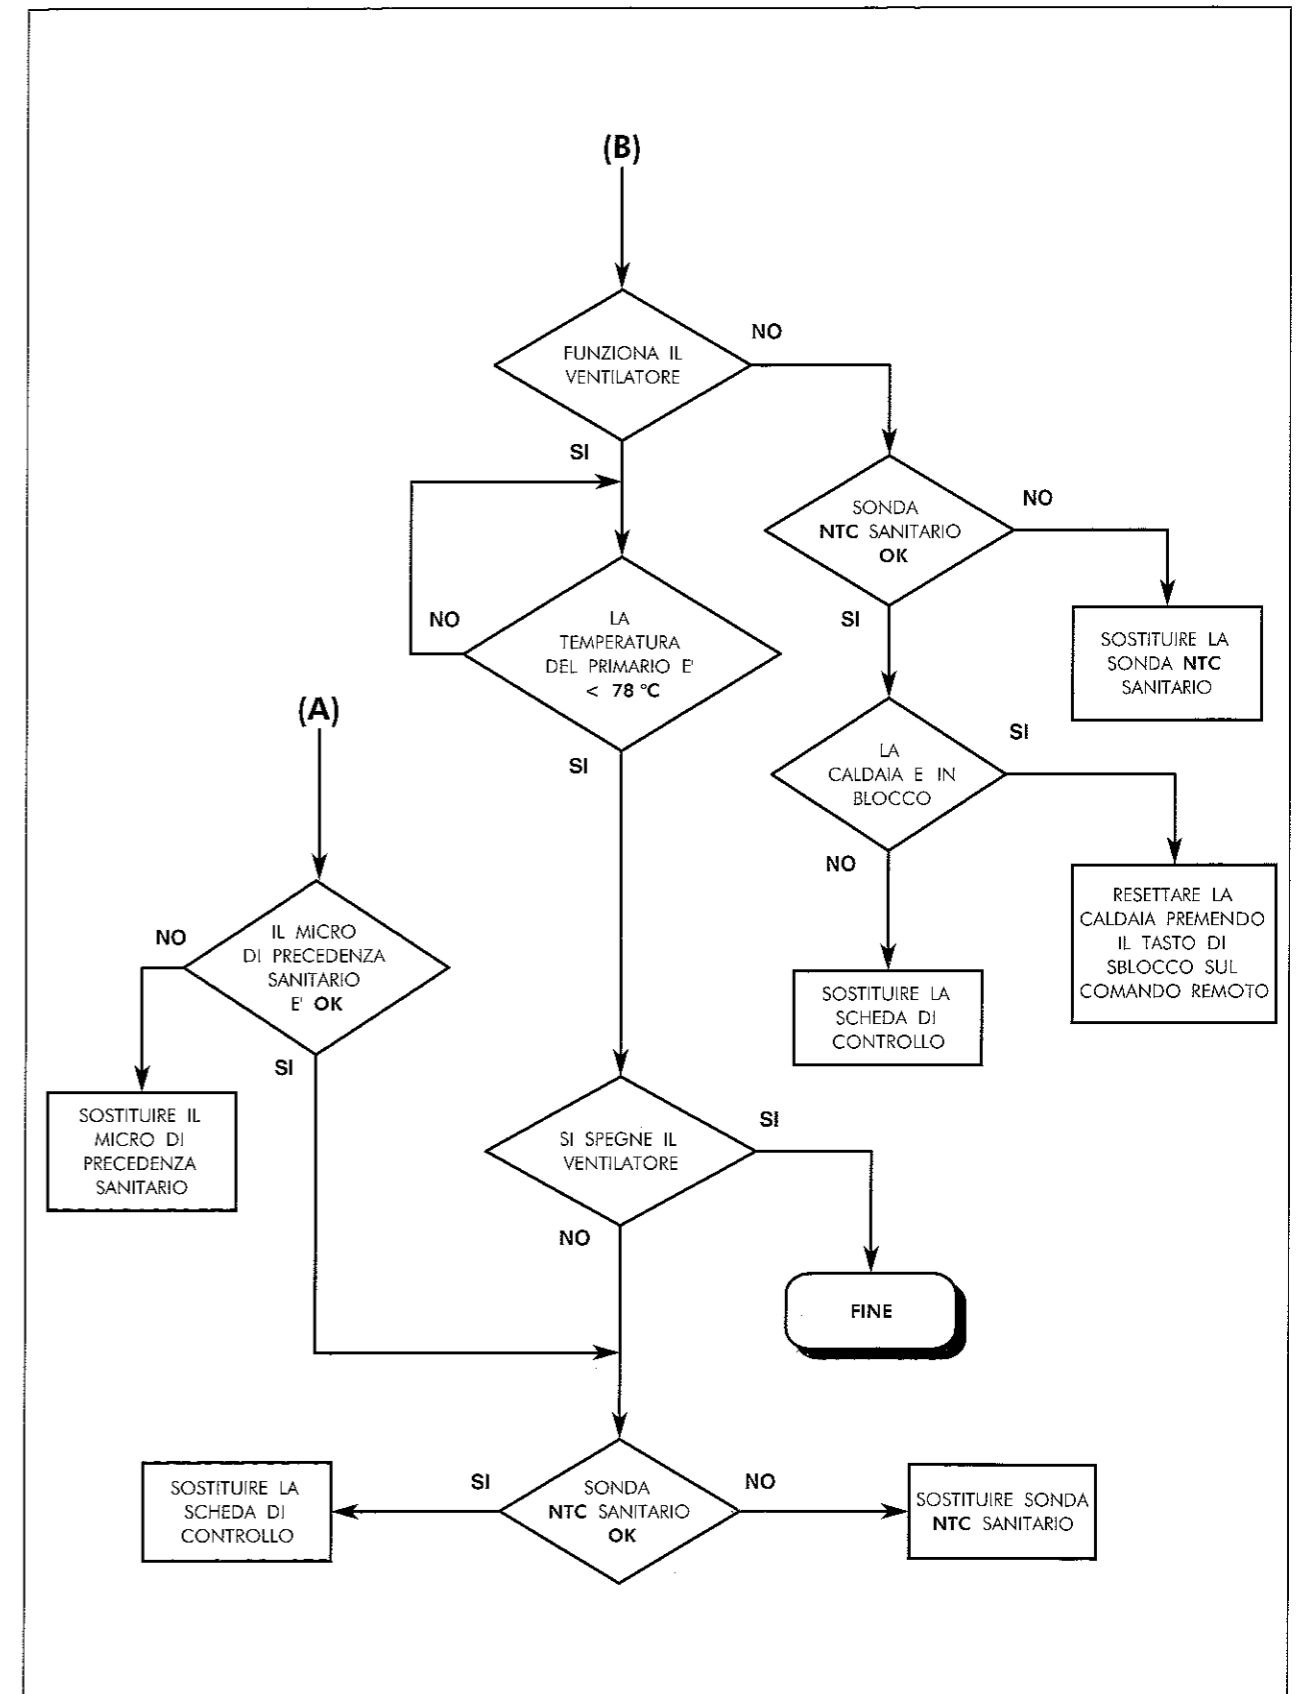 (B)
FUNZIONA IL
VENTILATORE
NO
SI
SONDA
NTC SANITARIO
OK
NO
SI
SOSTITUIRE LA
SONDA NTC
SANITARIO
LA
TEMPERATURA
DEL PRIMARIO E'
< 78 °C
NO
SI
LA
CALDAIA E IN
BLOCCO
SI
NO
RESETTARE LA
CALDAIA PREMENDO
IL TASTO DI
SBLOCCO SUL
COMANDO REMOTO
SOSTITUIRE LA
SCHEDA DI
CONTROLLO
(A)
IL MICRO
DI PRECEDENZA
SANITARIO
E' OK
NO
SI
SOSTITUIRE IL
MICRO DI
PRECEDENZA
SANITARIO
SI SPEGNE IL
VENTILATORE
SI
NO
FINE
SONDA
NTC SANITARIO
OK
SI
NO
SOSTITUIRE LA
SCHEDA DI
CONTROLLO
SOSTITUIRE SONDA
NTC SANITARIO